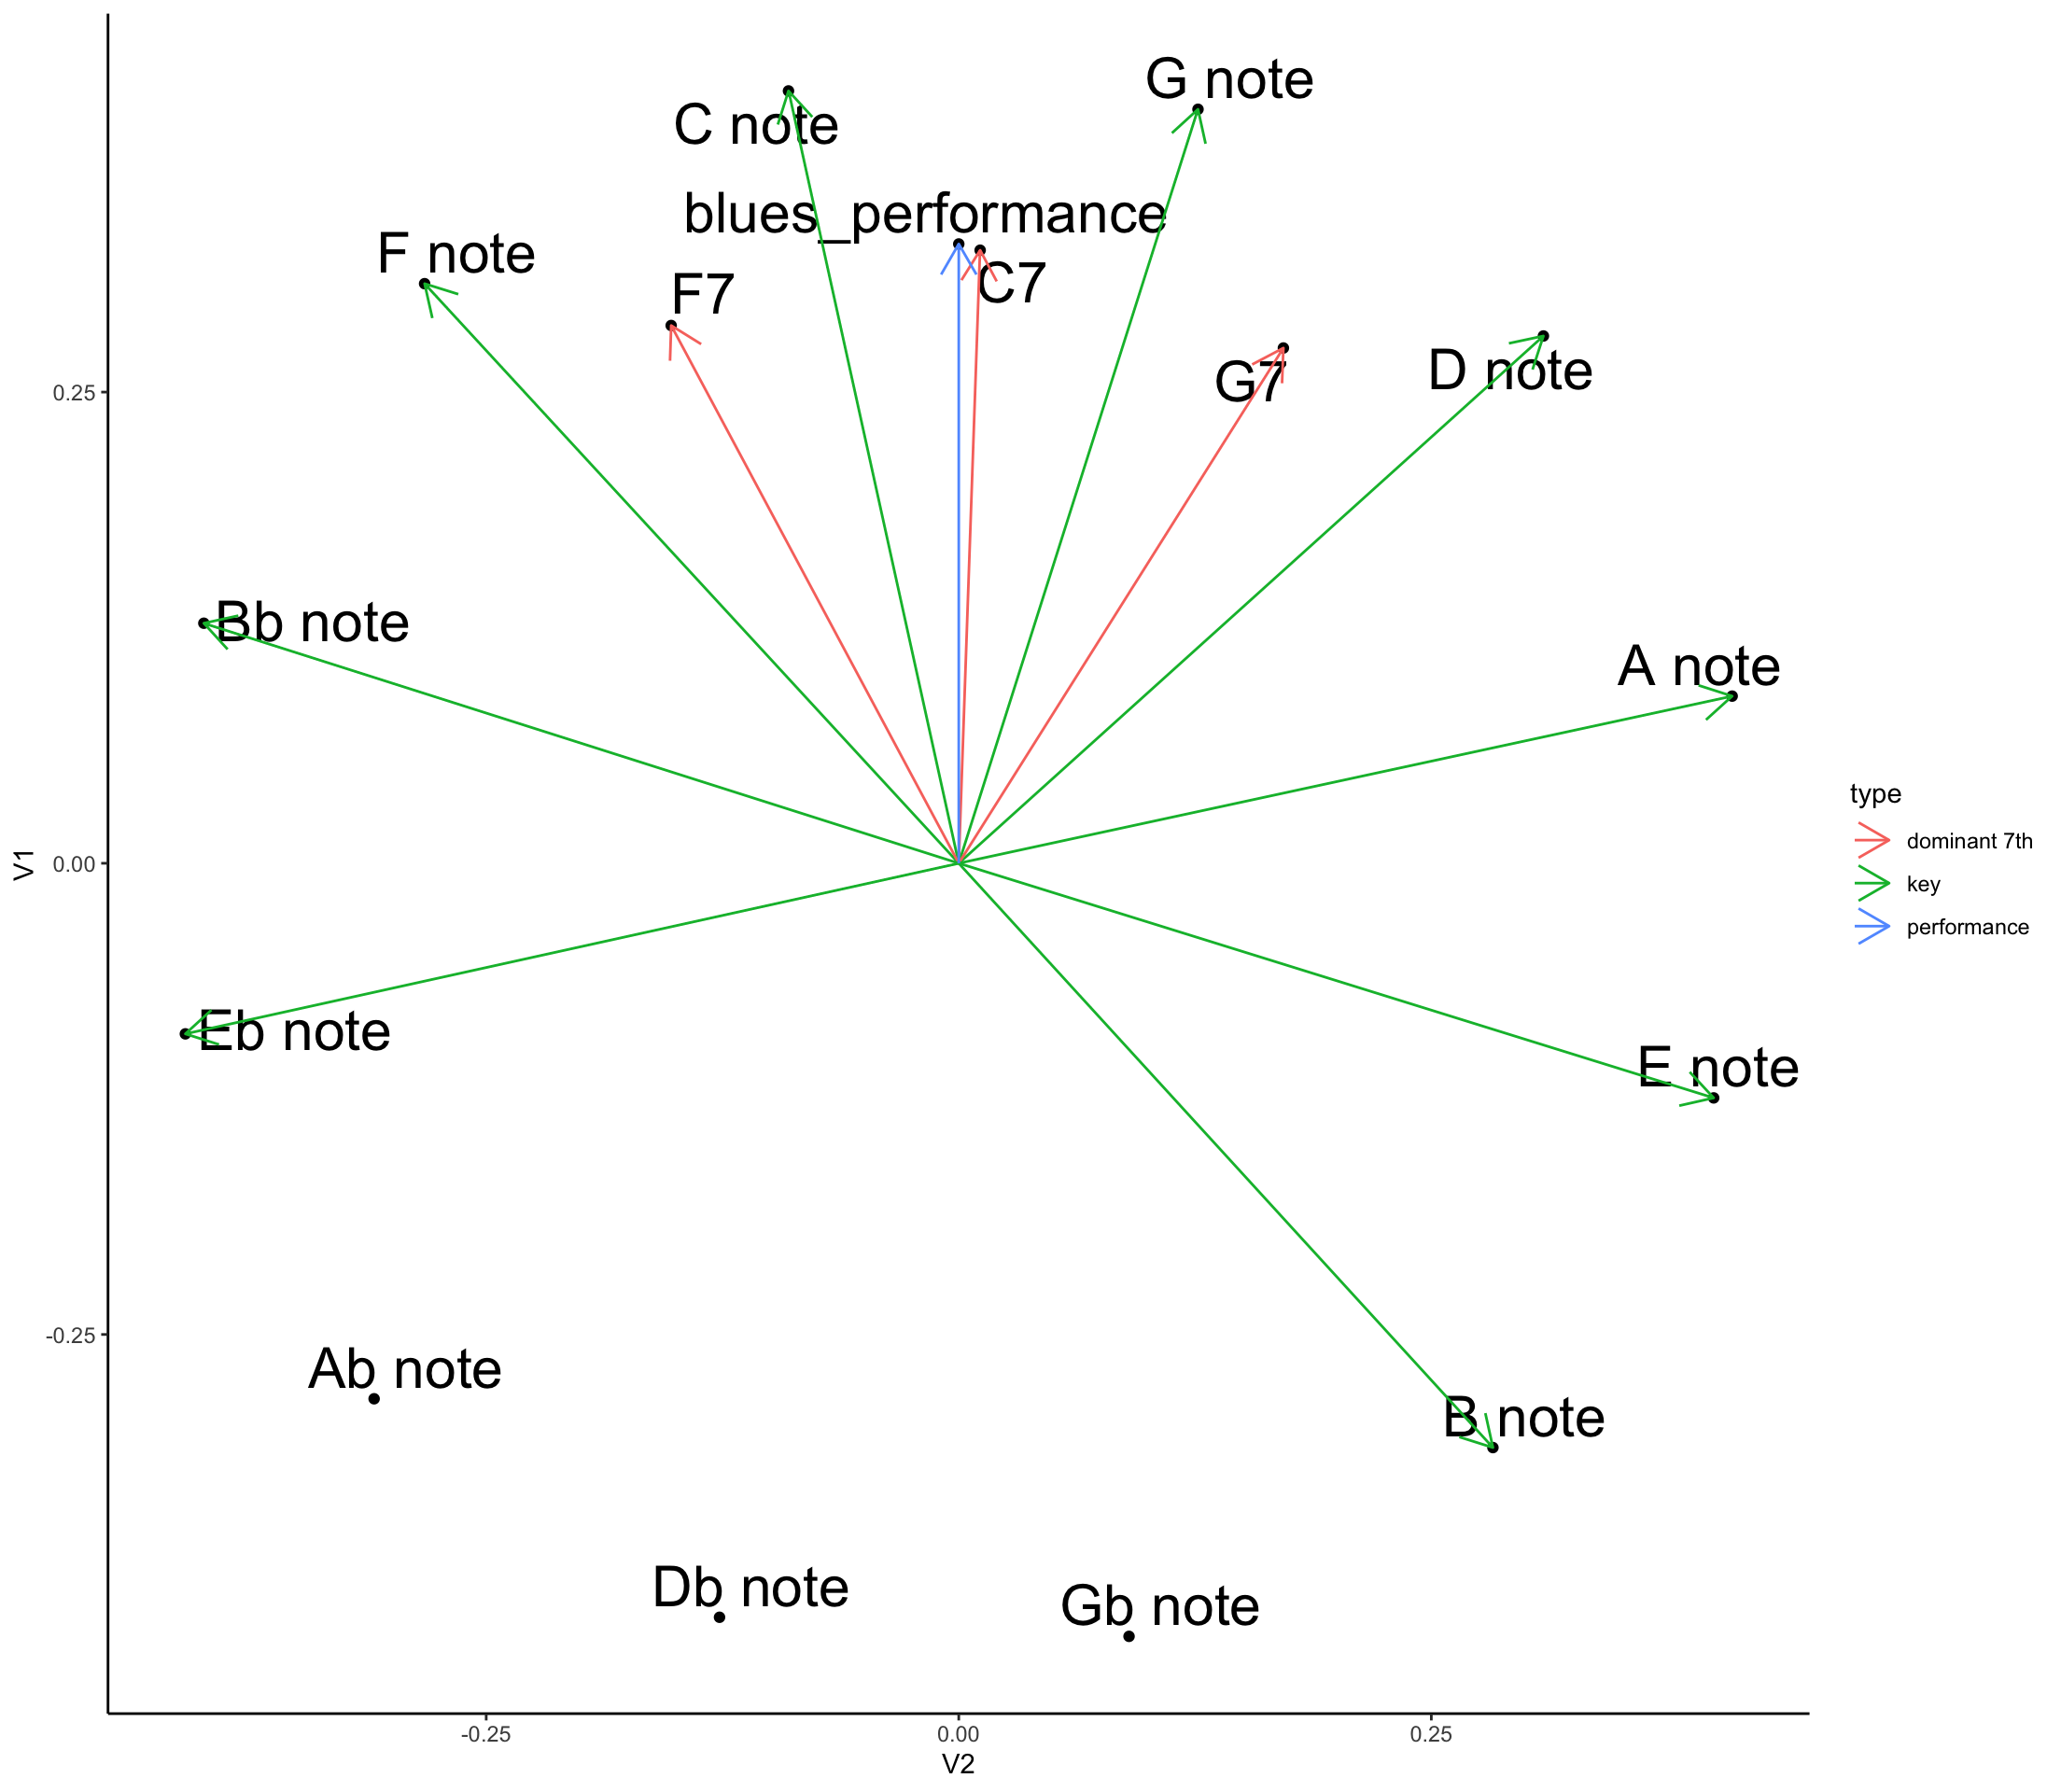 G note
C note
blues_performance
F note
F7
C7
G7
D note
0.25
Bb note
A note
type
dominant 7th
key
performance
V1
0.00
Eb note
E note
-0.25
Ab note
B note
Db note
Gb note
-0.25
0.00
0.25
V2